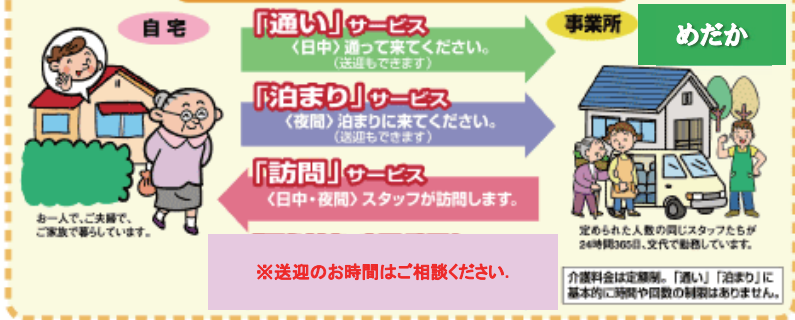 自宅
「通い」サービス
〈日中〉通って来てください。
(送迎もできます)
「泊まり」サービス
〈夜間〉泊まりに来てください。
(送迎もできます)
「訪問」サービス
〈日中・夜間〉スタッフが訪問します。
事業所
めだか
お一人で、ご夫婦で、
ご家族で暮らしています。
※送迎のお時間はご相談ください.
定められた人数の同じスタッフたちが
24時間365日、交代で勤務しています。
介護料金は定額制。「通い」「泊まり」に
基本的に時間や回数の制限はありません。